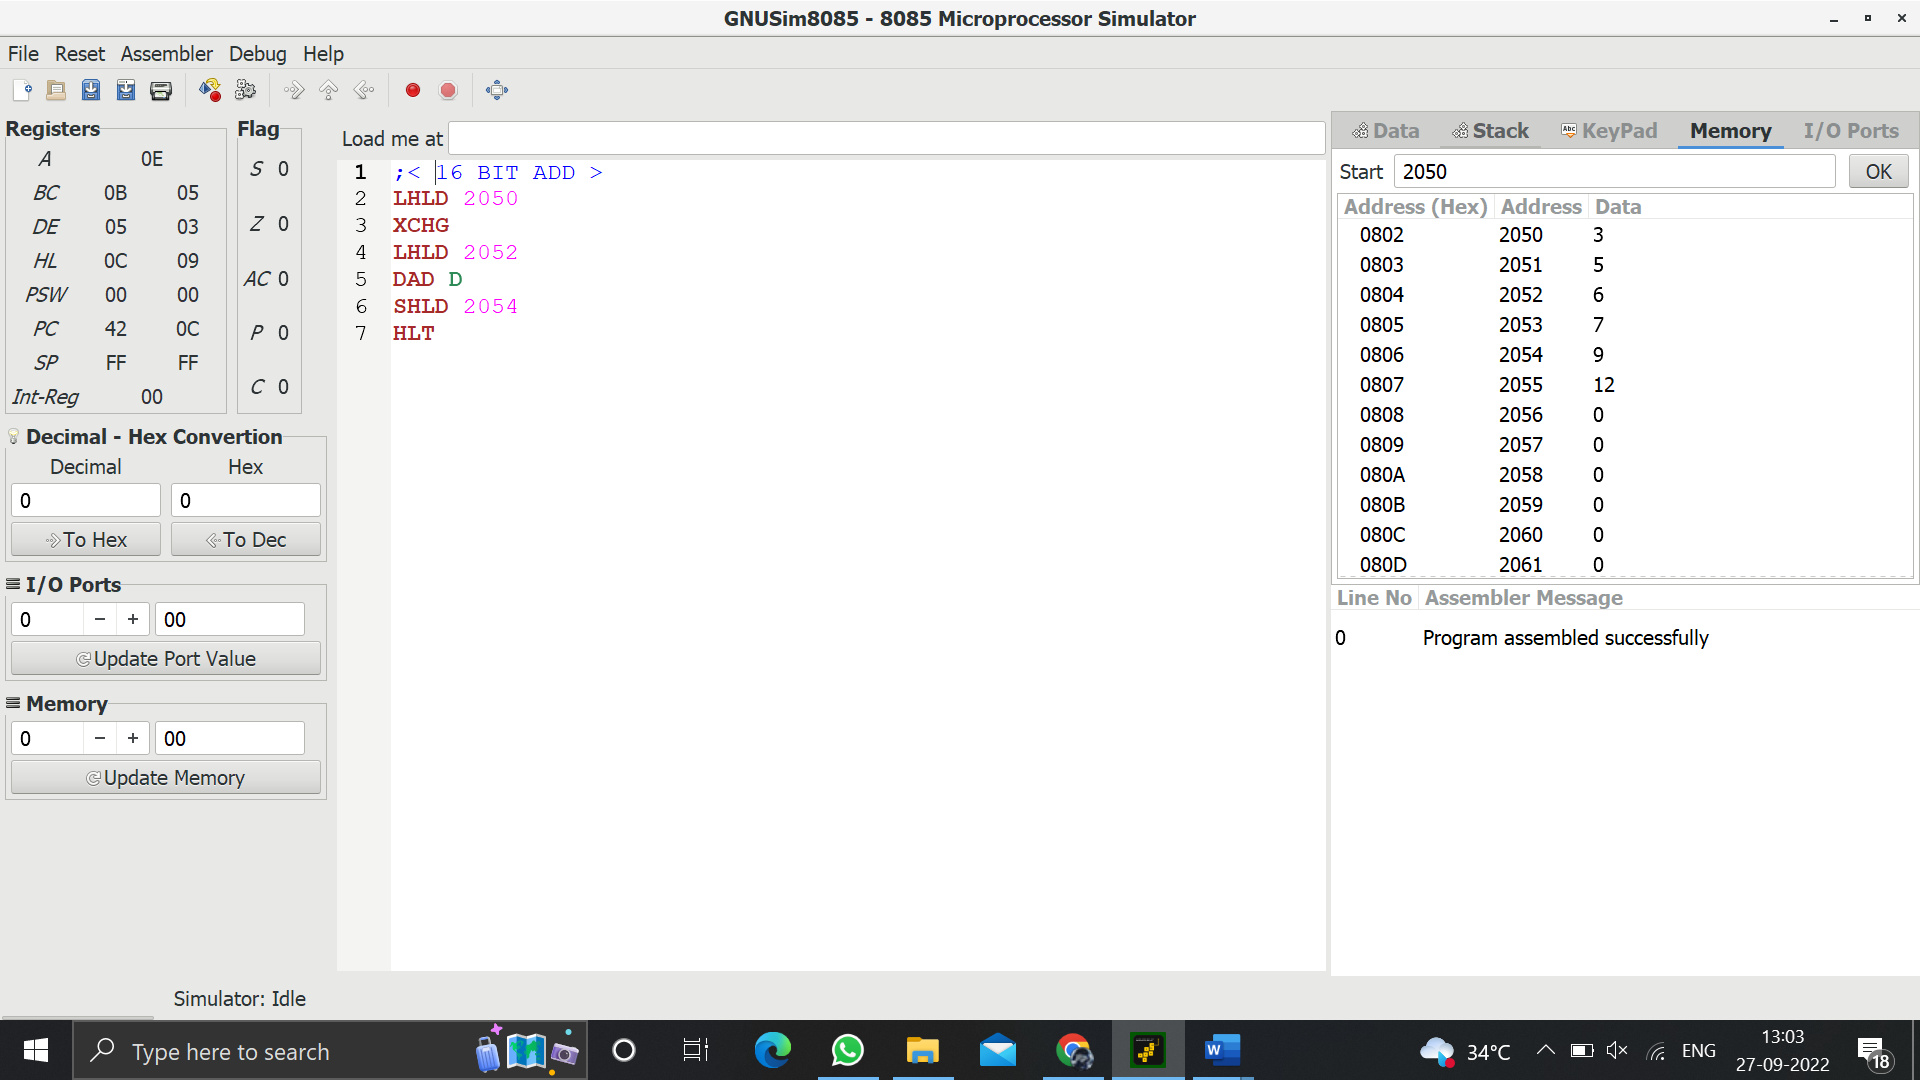 GNUSim8085 - 8085 Microprocessor Simulator
File Reset Assembler Debug Help
Registers
A 0E
BC 0B 05
DE 05 03
HL 0C 09
PSW 00 00
PC 42 0C
SP FF FF
Int-Reg 00
Flag
S 0
Z 0
AC 0
P 0
C 0
Decimal - Hex Convertion
Decimal Hex
0 0
To Hex To Dec
I/O Ports
0 − + 00
Update Port Value
Memory
0 − + 00
Update Memory
Load me at
1 ;< 16 BIT ADD >
2 LHLD 2050
3 XCHG
4 LHLD 2052
5 DAD D
6 SHLD 2054
7 HLT
Data Stack Abc KeyPad Memory I/O Ports
Start 2050 OK
Address (Hex) Address Data
0802 2050 3
0803 2051 5
0804 2052 6
0805 2053 7
0806 2054 9
0807 2055 12
0808 2056 0
0809 2057 0
080A 2058 0
080B 2059 0
080C 2060 0
080D 2061 0
Line No Assembler Message
0 Program assembled successfully
Simulator: Idle
Type here to search
W
34°C
ENG
13:03
27-09-2022
18